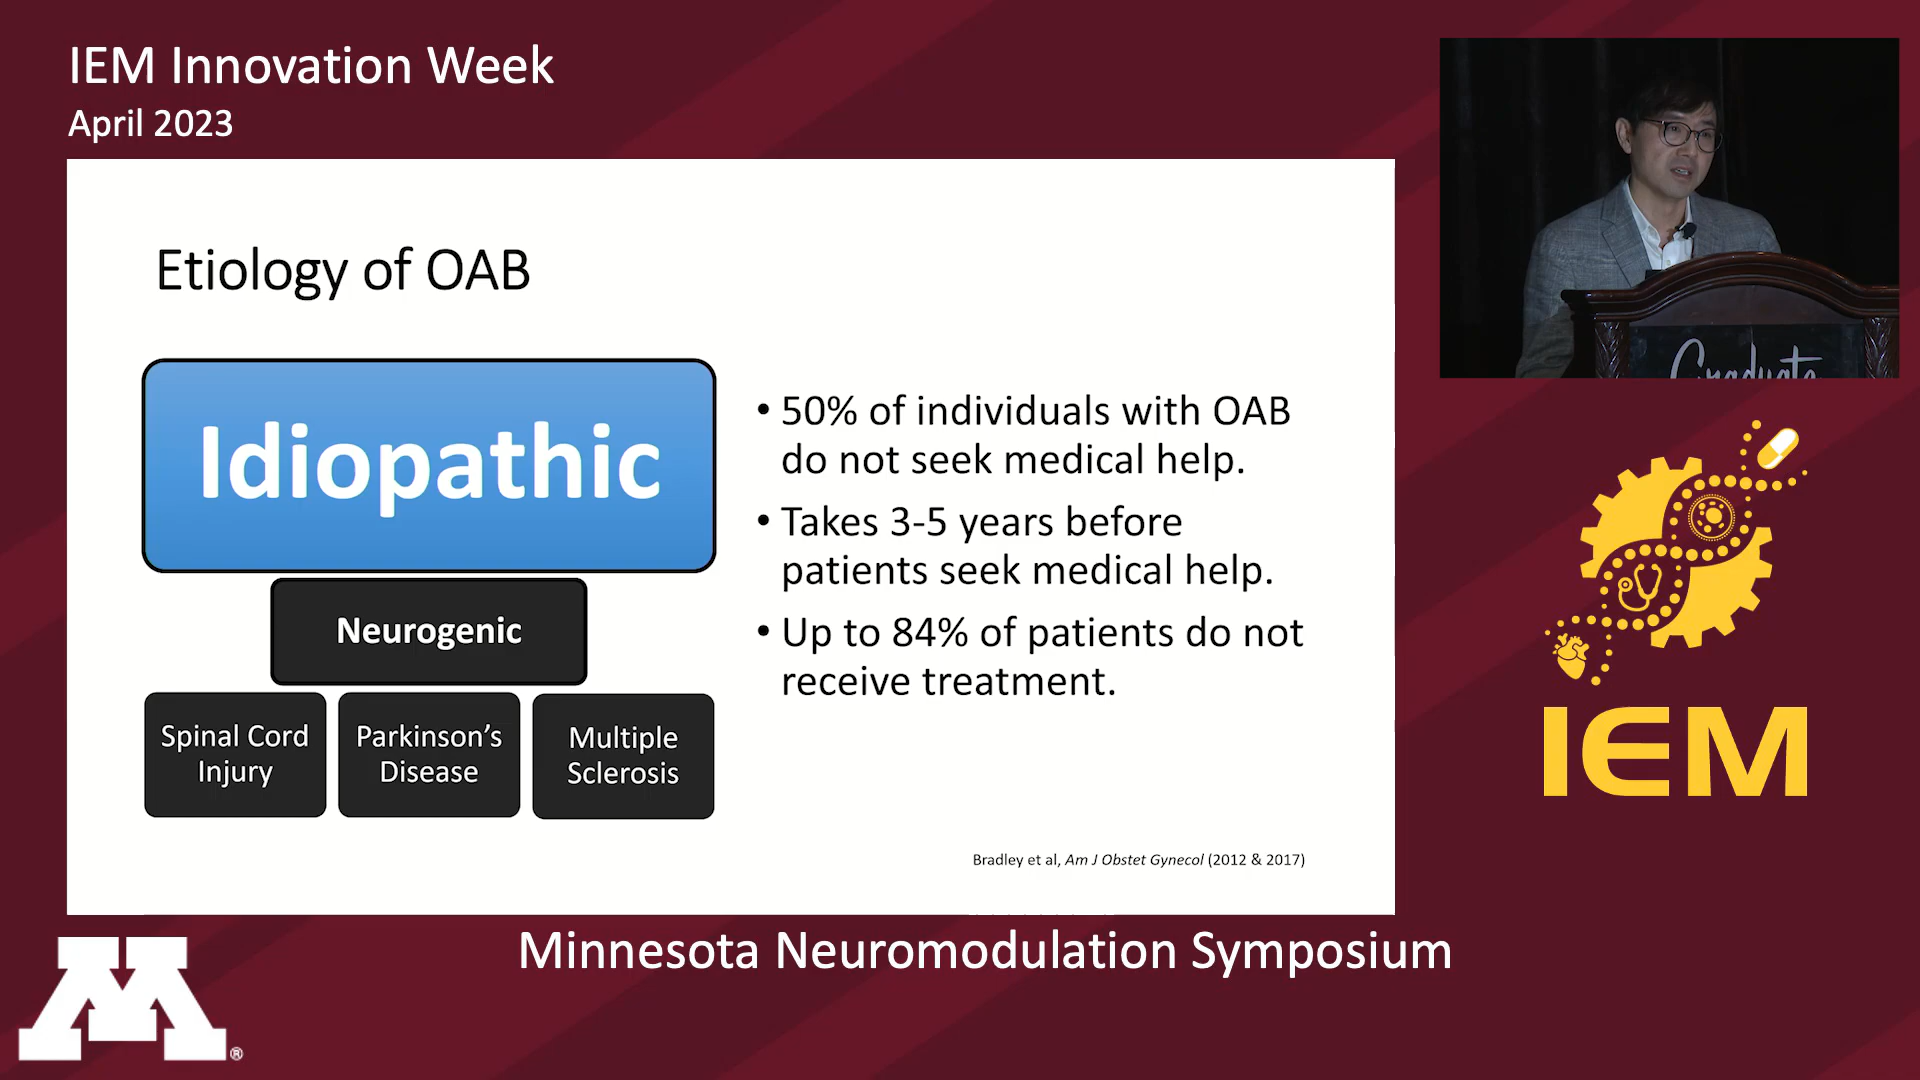 IEM Innovation Week
April 2023
Etiology of OAB
Idiopathic
Neurogenic
Spinal Cord
Injury
Parkinson's
Disease
Multiple
Sclerosis
• 50% of individuals with OAB
do not seek medical help.
• Takes 3-5 years before
patients seek medical help.
• Up to 84% of patients do not
receive treatment.
Bradley et al, Am J Obstet Gynecol (2012 & 2017)
Graduate
IEM
Minnesota Neuromodulation Symposium
M®